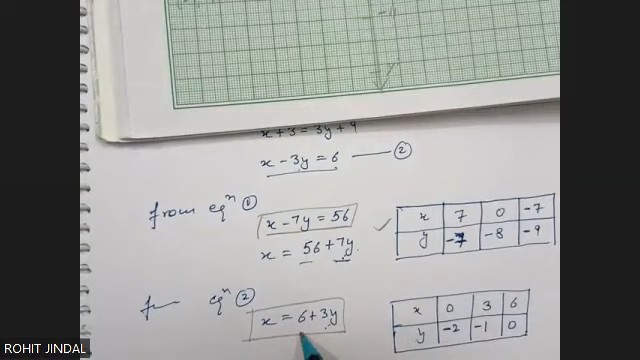 x + 3 = 3y + 9
x - 3y = 6 —— ②
from eqⁿ ①
x - 7y = 56
x = 56 + 7y.
✓
x 7 0 -7
y -7 -8 -9
eqⁿ ②
x = 6 + 3y
x 0 3 6
y -2 -1 0
ROHIT JINDAL